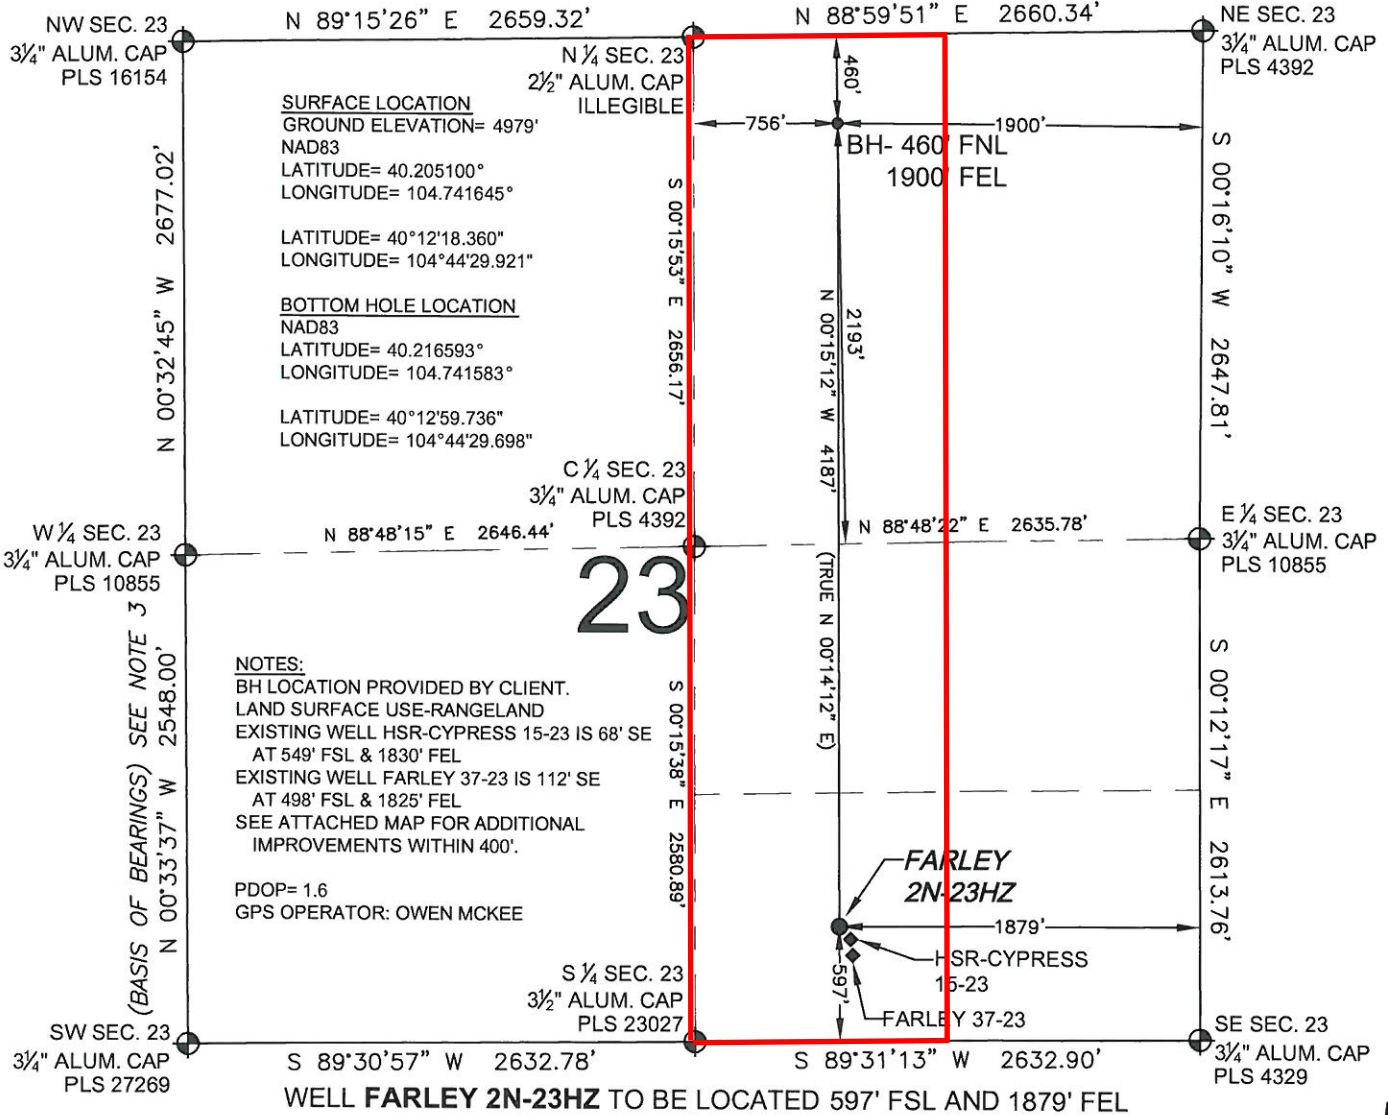 N 89°15'26" E 2659.32'
N 88°59'51" E 2660.34'
NW SEC. 23
3¼" ALUM. CAP
PLS 16154
N ¼ SEC. 23
2½" ALUM. CAP
ILLEGIBLE
NE SEC. 23
3¼" ALUM. CAP
PLS 4392
SURFACE LOCATION
GROUND ELEVATION= 4979'
NAD83
LATITUDE= 40.205100°
LONGITUDE= 104.741645°
LATITUDE= 40°12'18.360"
LONGITUDE= 104°44'29.921"
BOTTOM HOLE LOCATION
NAD83
LATITUDE= 40.216593°
LONGITUDE= 104.741583°
LATITUDE= 40°12'59.736"
LONGITUDE= 104°44'29.698"
460'
756'
1900'
BH- 460' FNL
1900' FEL
N 00°32'45" W 2677.02'
S 00°15'53" E 2656.17'
N 00°15'12" W 4187'
(TRUE N 00°14'12" E)
2193'
S 00°16'10" W 2647.81'
C ¼ SEC. 23
3¼" ALUM. CAP
PLS 4392
W ¼ SEC. 23
3¼" ALUM. CAP
PLS 10855
N 88°48'15" E 2646.44'
N 88°48'22" E 2635.78'
E ¼ SEC. 23
3¼" ALUM. CAP
PLS 10855
23
(BASIS OF BEARINGS) SEE NOTE 3
N 00°33'37" W 2548.00'
NOTES:
BH LOCATION PROVIDED BY CLIENT.
LAND SURFACE USE-RANGELAND
EXISTING WELL HSR-CYPRESS 15-23 IS 68' SE
AT 549' FSL & 1830' FEL
EXISTING WELL FARLEY 37-23 IS 112' SE
AT 498' FSL & 1825' FEL
SEE ATTACHED MAP FOR ADDITIONAL
IMPROVEMENTS WITHIN 400'.
PDOP= 1.6
GPS OPERATOR: OWEN MCKEE
S 00°15'38" E 2580.89'
S 00°12'17" E 2613.76'
FARLEY
2N-23HZ
1879'
HSR-CYPRESS
15-23
597'
FARLEY 37-23
S ¼ SEC. 23
3½" ALUM. CAP
PLS 23027
SW SEC. 23
3¼" ALUM. CAP
PLS 27269
S 89°30'57" W 2632.78'
S 89°31'13" W 2632.90'
SE SEC. 23
3¼" ALUM. CAP
PLS 4329
WELL FARLEY 2N-23HZ TO BE LOCATED 597' FSL AND 1879' FEL